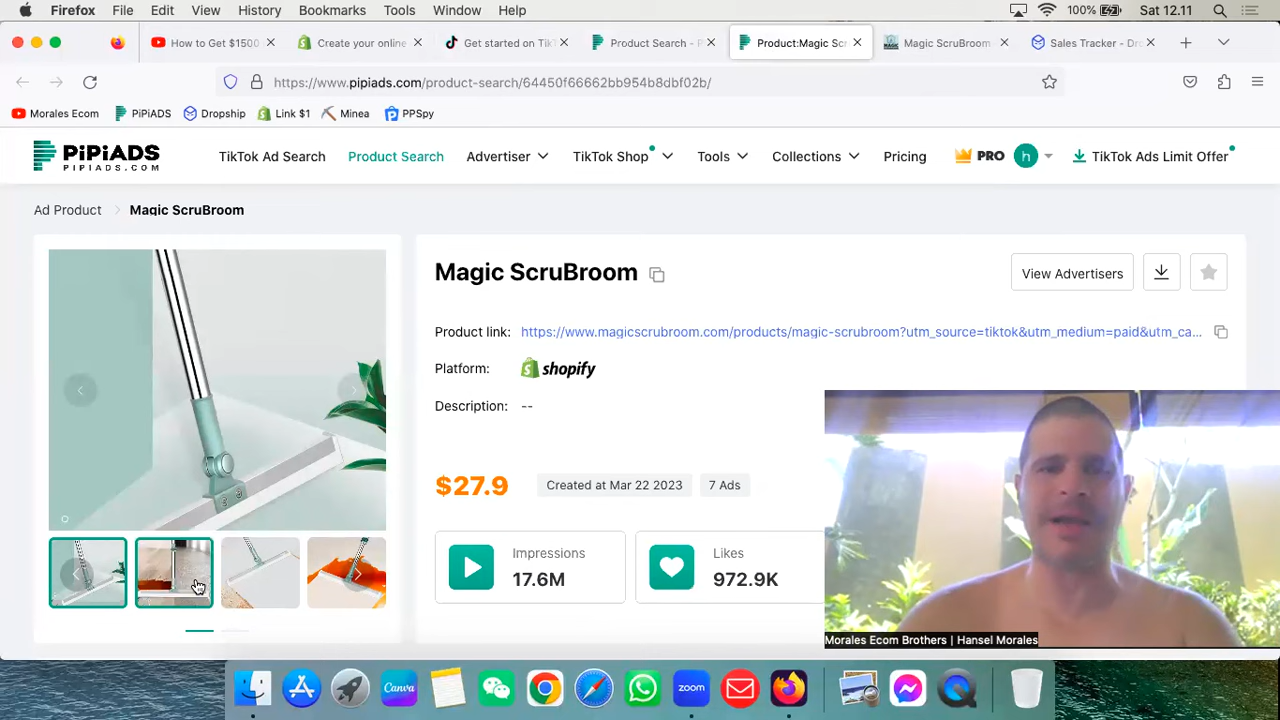 Firefox File Edit View History Bookmarks Tools Window Help 100% Sat 12.11
How to Get $1500 Create your online Get started on Tik Product Search - P Product:Magic Scr Magic ScruBroom Sales Tracker - Dro
https://www.pipiads.com/product-search/64450f66662bb954b8dbf02b/
Morales Ecom PiPiADS Dropship Link $1 Minea PPSpy
PiPiADS
PIPIADS.COM
TikTok Ad Search Product Search Advertiser TikTok Shop Tools Collections Pricing PRO h TikTok Ads Limit Offer
Ad Product Magic ScruBroom
Magic ScruBroom
View Advertisers
Product link: https://www.magicscrubroom.com/products/magic-scrubroom?utm_source=tiktok&utm_medium=paid&utm_ca...
Platform: shopify
Description: --
$27.9 Created at Mar 22 2023 7 Ads
Impressions
17.6M
Likes
972.9K
Morales Ecom Brothers | Hansel Morales
Canva
zoom